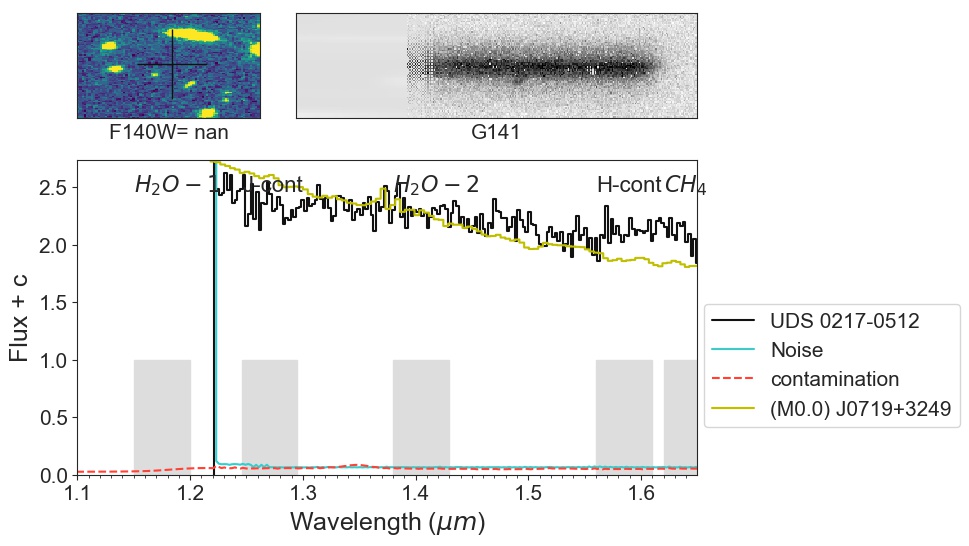 F140W= nan
G141
H₂O − 1 J-cont H₂O − 2 H-cont CH₄
2.5
2.0
1.5
1.0
0.5
0.0
Flux + c
1.1 1.2 1.3 1.4 1.5 1.6
Wavelength (μm)
UDS 0217-0512
Noise
contamination
(M0.0) J0719+3249